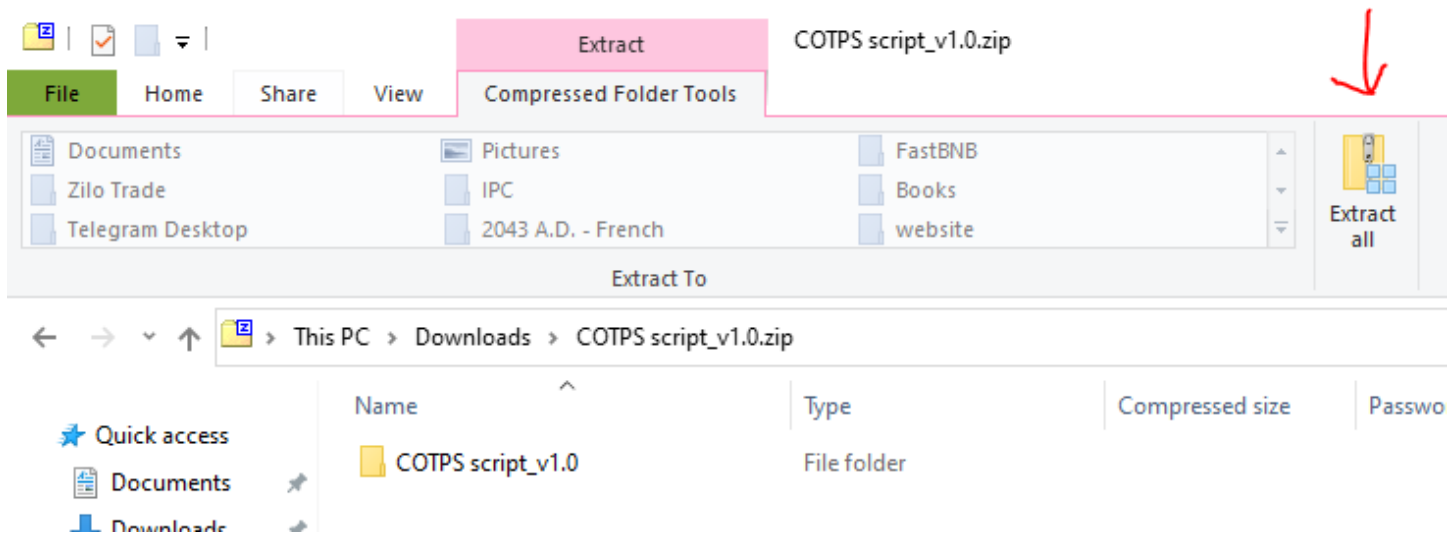 Extract COTPS script_v1.0.zip
File Home Share View Compressed Folder Tools
Documents Pictures FastBNB
Zilo Trade IPC Books
Telegram Desktop 2043 A.D. - French website
Extract all
Extract To
This PC > Downloads > COTPS script_v1.0.zip
Name Type Compressed size Passwo
Quick access
COTPS script_v1.0 File folder
Documents
Downloads